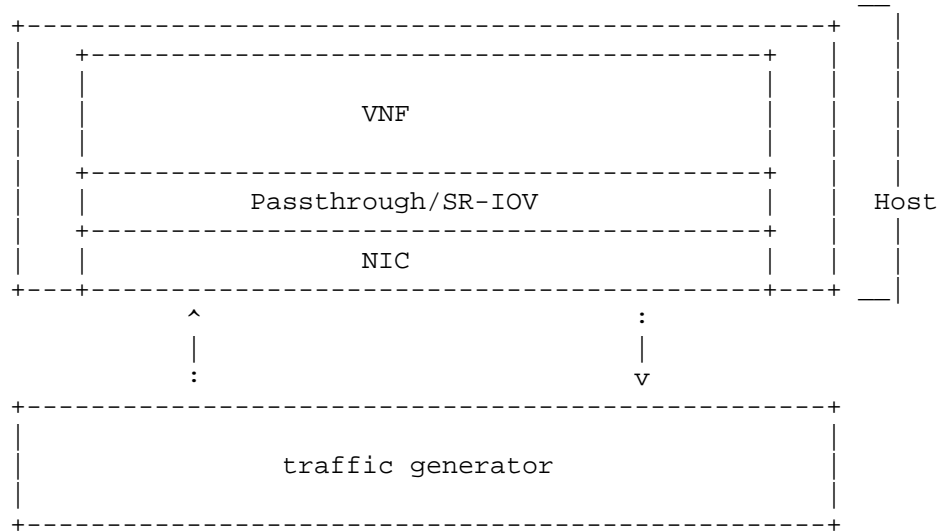 VNF
Passthrough/SR-IOV
Host
NIC
traffic generator